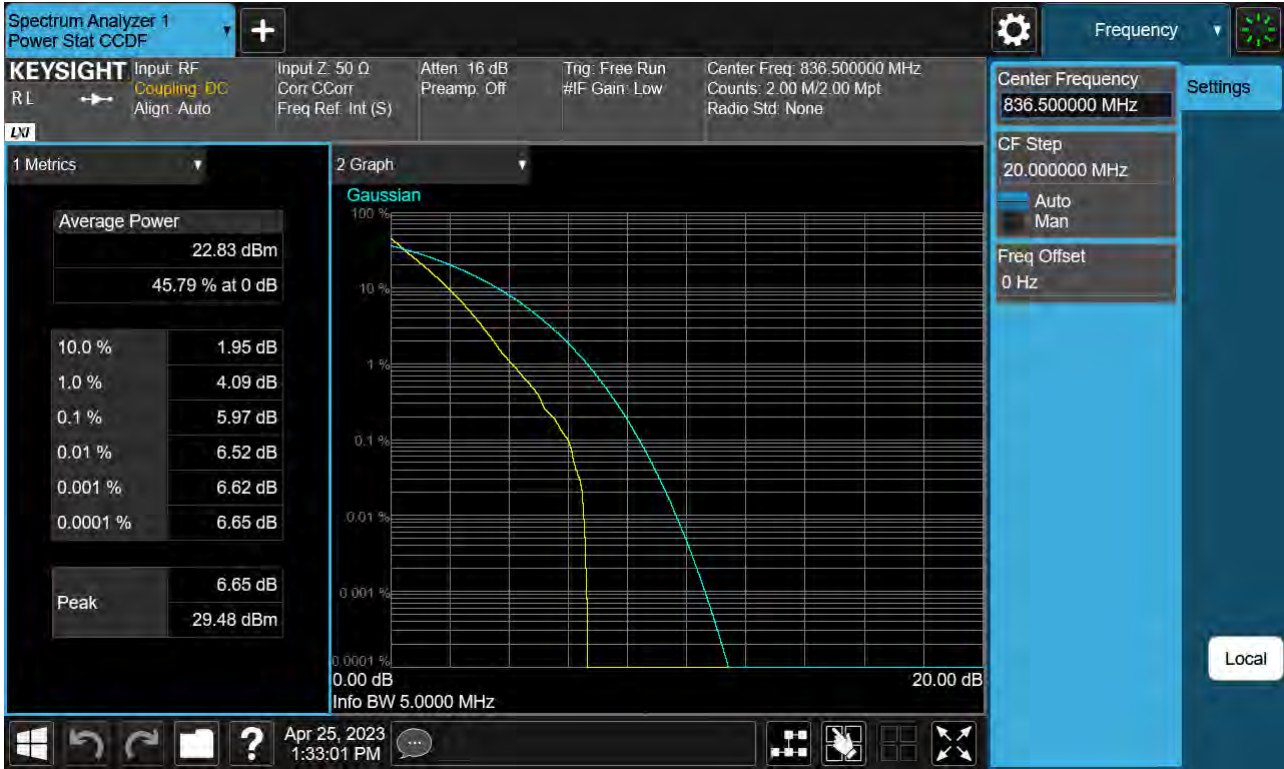 Spectrum Analyzer 1
Power Stat CCDF
Frequency
KEYSIGHT
R L
LXI
Input: RF
Coupling: DC
Align: Auto
Input Z: 50 Ω
Corr CCorr
Freq Ref: Int (S)
Atten: 16 dB
Preamp: Off
Trig: Free Run
#IF Gain: Low
Center Freq: 836.500000 MHz
Counts: 2.00 M/2.00 Mpt
Radio Std: None
Center Frequency
836.500000 MHz
Settings
CF Step
20.000000 MHz
Auto
Man
Freq Offset
0 Hz
Local
1 Metrics
Average Power
22.83 dBm
45.79 % at 0 dB
10.0 % 1.95 dB
1.0 % 4.09 dB
0.1 % 5.97 dB
0.01 % 6.52 dB
0.001 % 6.62 dB
0.0001 % 6.65 dB
Peak
6.65 dB
29.48 dBm
2 Graph
Gaussian
100 %
10 %
1 %
0.1 %
0.01 %
0.001 %
0.0001 %
0.00 dB 20.00 dB
Info BW 5.0000 MHz
?
Apr 25, 2023
1:33:01 PM